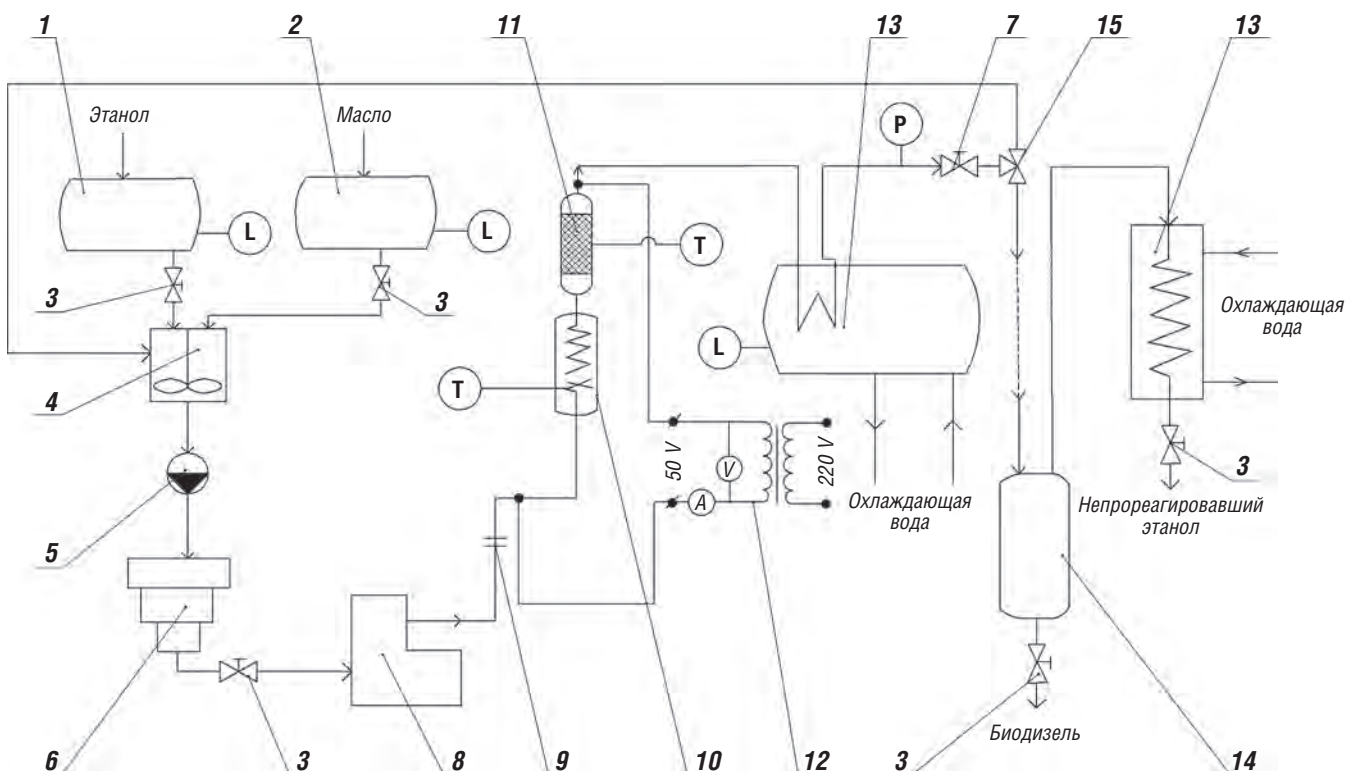 1
2
11
13
7
15
13
Этанол
Масло
P
L
L
T
3
3
Охлаждающая
вода
L
4
T
50 V
V
220 V
3
A
Охлаждающая
вода
Непрореагировавший
этанол
5
Биодизель
6
3
8
9
10
12
3
14